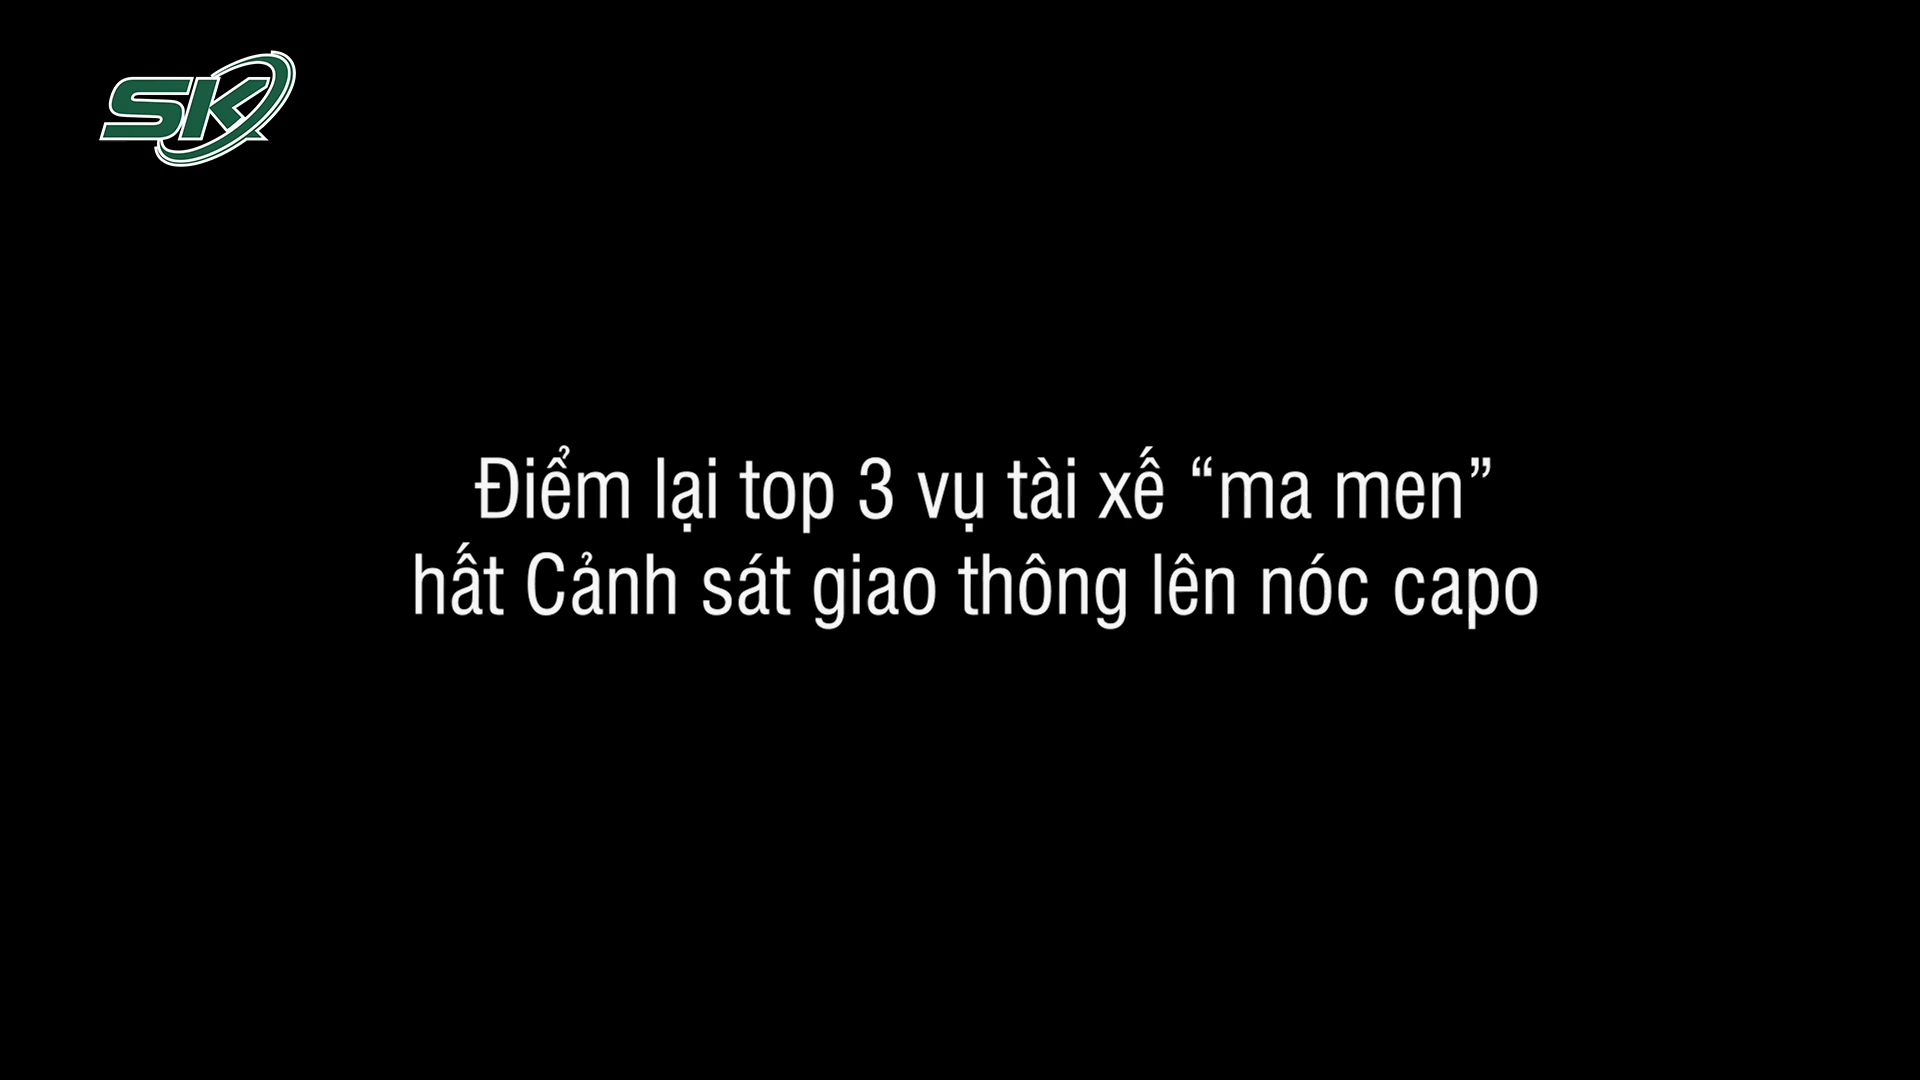 SK
Điểm lại top 3 vụ tài xế “ma men”
hất Cảnh sát giao thông lên nóc capo